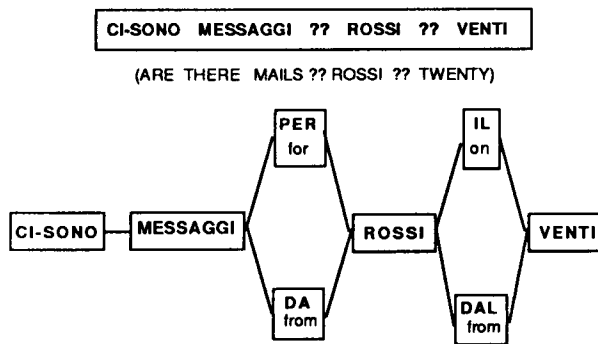 CI-SONO MESSAGGI ?? ROSSI ?? VENTI
(ARE THERE MAILS ?? ROSSI ?? TWENTY)
PER
for
IL
on
CI-SONO
MESSAGGI
ROSSI
VENTI
DA
from
DAL
from